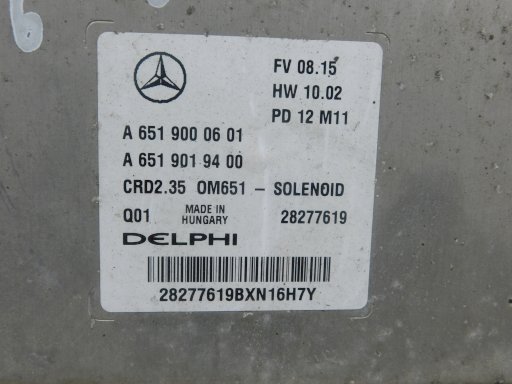 FV 08.15
HW 10.02
PD 12 M11
A 651 900 06 01
A 651 901 94 00
CRD2.35 OM651 - SOLENOID
Q01 MADE IN HUNGARY 28277619
DELPHI
28277619BXN16H7Y